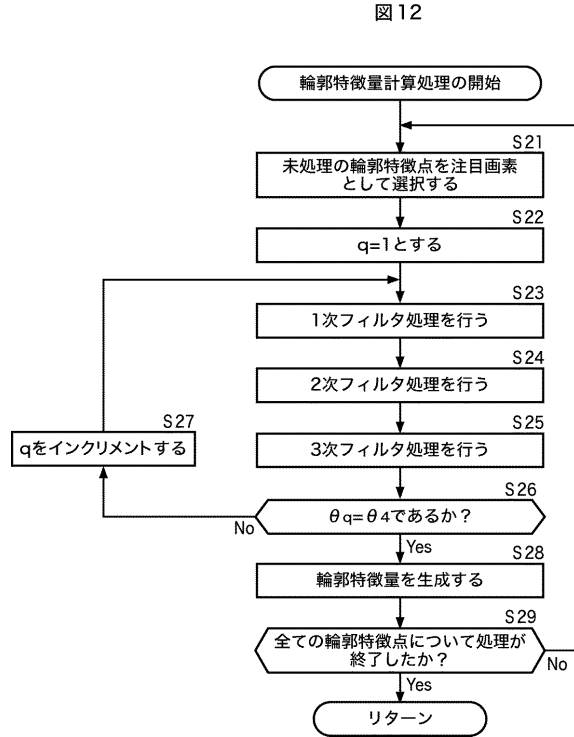 図12
輪郭特徴量計算処理の開始
S21
未処理の輪郭特徴点を注目画素
として選択する
S22
q=1とする
S23
1次フィルタ処理を行う
S24
2次フィルタ処理を行う
S27
qをインクリメントする
S25
3次フィルタ処理を行う
S26
θq=θ4であるか？
No
Yes
S28
輪郭特徴量を生成する
S29
全ての輪郭特徴点について処理が
終了したか？
No
Yes
リターン